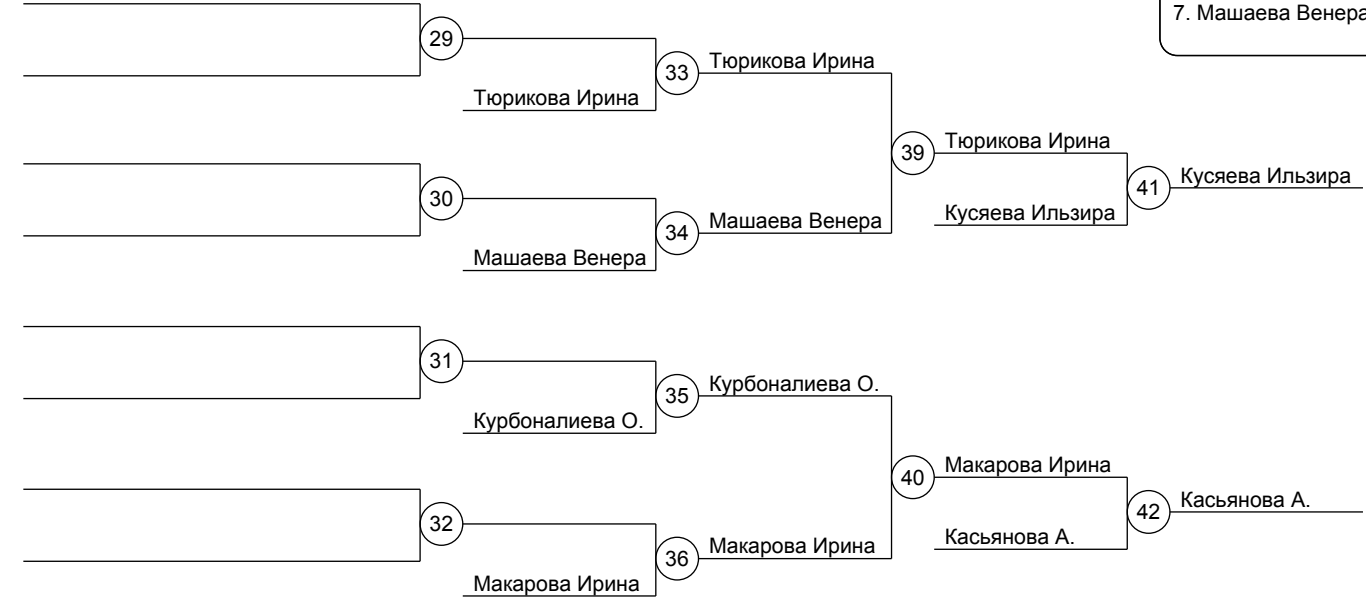 7. Машаева Венера
29
Тюрикова Ирина
33
Тюрикова Ирина
Тюрикова Ирина
39
30
Кусяева Ильзира
41
Машаева Венера
34
Кусяева Ильзира
Машаева Венера
31
Курбоналиева О.
35
Курбоналиева О.
Макарова Ирина
40
Касьянова А.
42
32
Макарова Ирина
Касьянова А.
36
Макарова Ирина